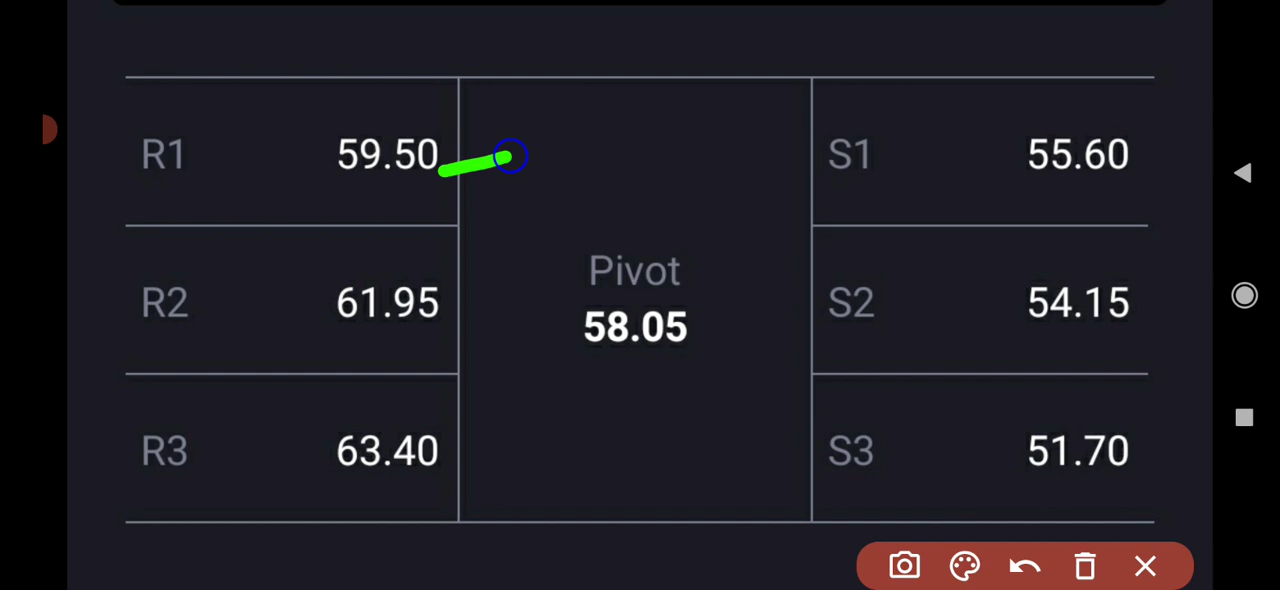 R1 59.50
R2 61.95
R3 63.40
Pivot
58.05
S1 55.60
S2 54.15
S3 51.70